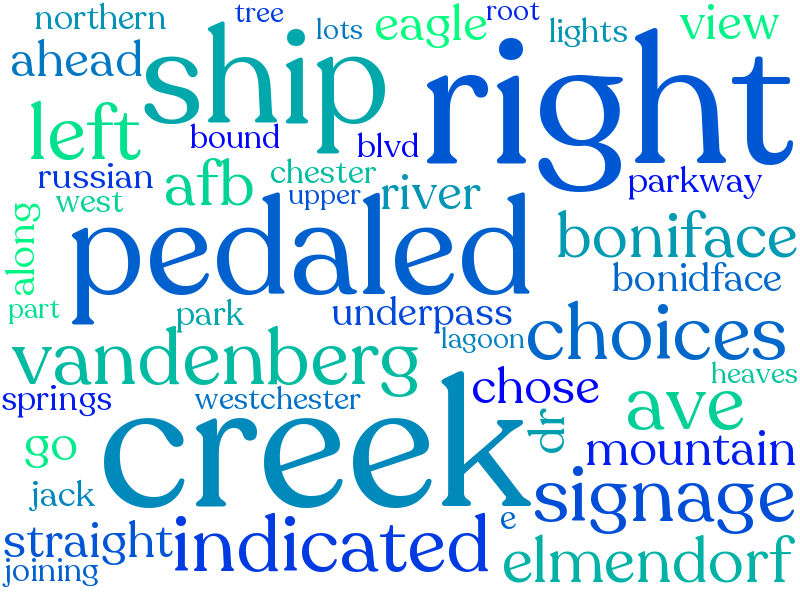 northern
tree
root
lots
eagle
lights
view
ahead
ship
right
left
bound
blvd
russian
afb
chester
parkway
west
upper
river
along
pedaled
boniface
bonidface
part
park
underpass
lagoon
choices
vandenberg
heaves
springs
westchester
chose
ave
creek
dr
go
mountain
jack
signage
e
straight
indicated
elmendorf
joining